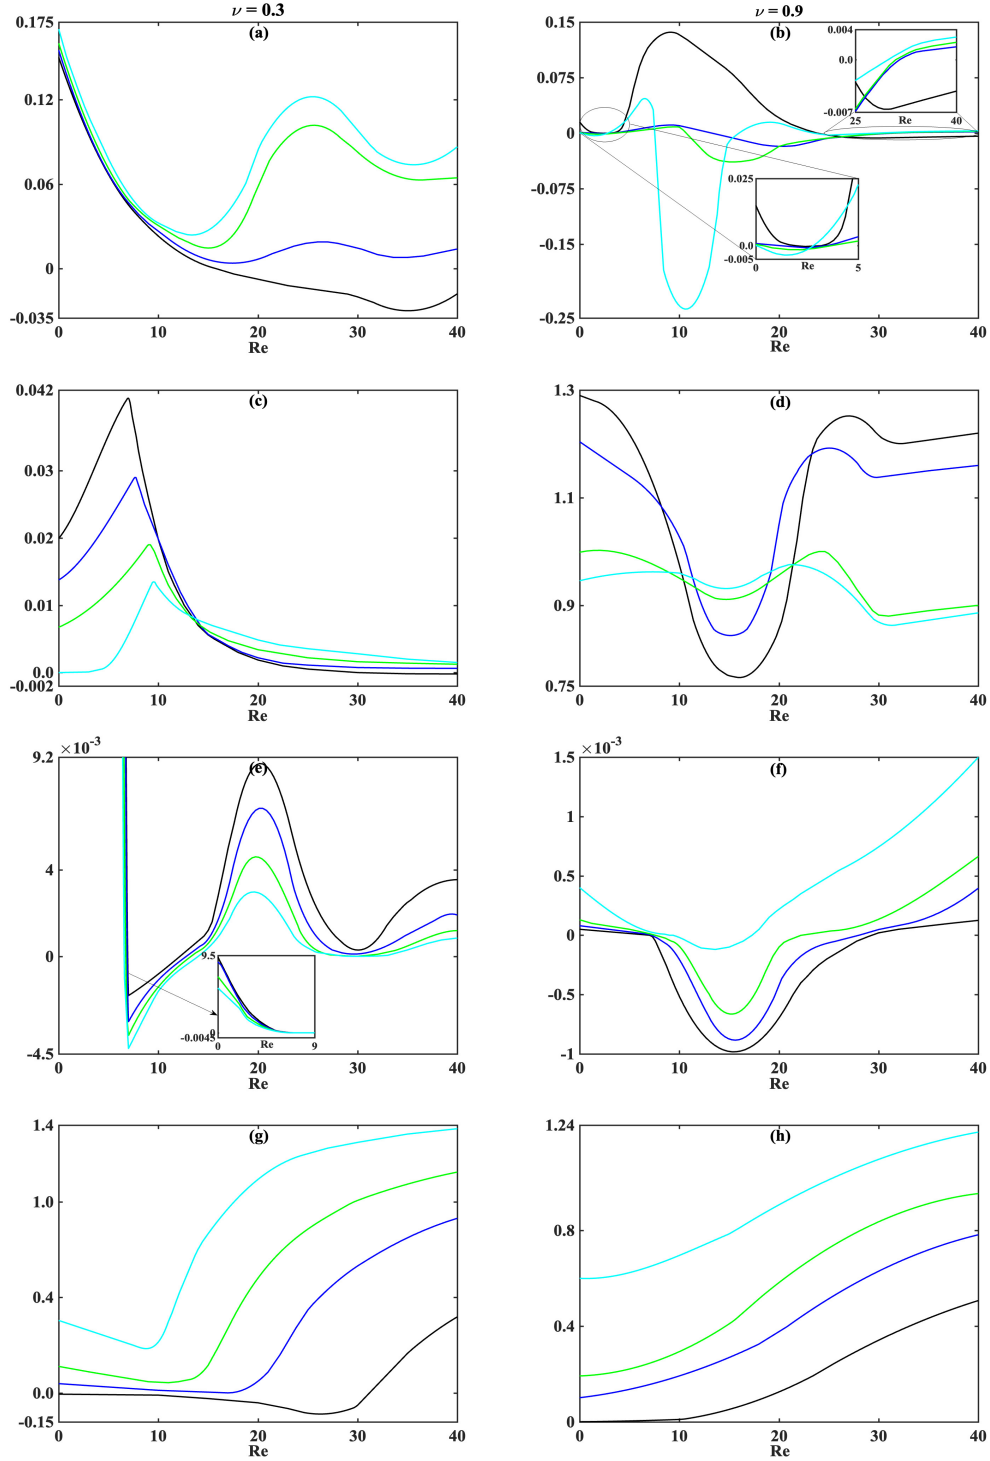 ν = 0.3
ν = 0.9
(a)
0.175
0.12
0.06
0
-0.035
0 10 20 30 40
Re
(b)
0.15
0.075
0
-0.075
-0.15
-0.25
0 10 20 30 40
Re
0.004
0.0
-0.007
25 Re 40
0.025
0.0
-0.005
0 Re 5
(c)
0.042
0.03
0.02
0.01
0.0
-0.002
0 10 20 30 40
Re
(d)
1.3
1.1
0.9
0.75
0 10 20 30 40
Re
(e)
×10⁻³
9.2
4
0
-4.5
0 10 20 30 40
Re
9.5
0
-0.0045
0 Re 9
(f)
×10⁻³
1.5
1
0.5
0
-0.5
-1
0 10 20 30 40
Re
(g)
1.4
1.0
0.4
0.0
-0.15
0 10 20 30 40
Re
(h)
1.24
0.8
0.4
0
0 10 20 30 40
Re